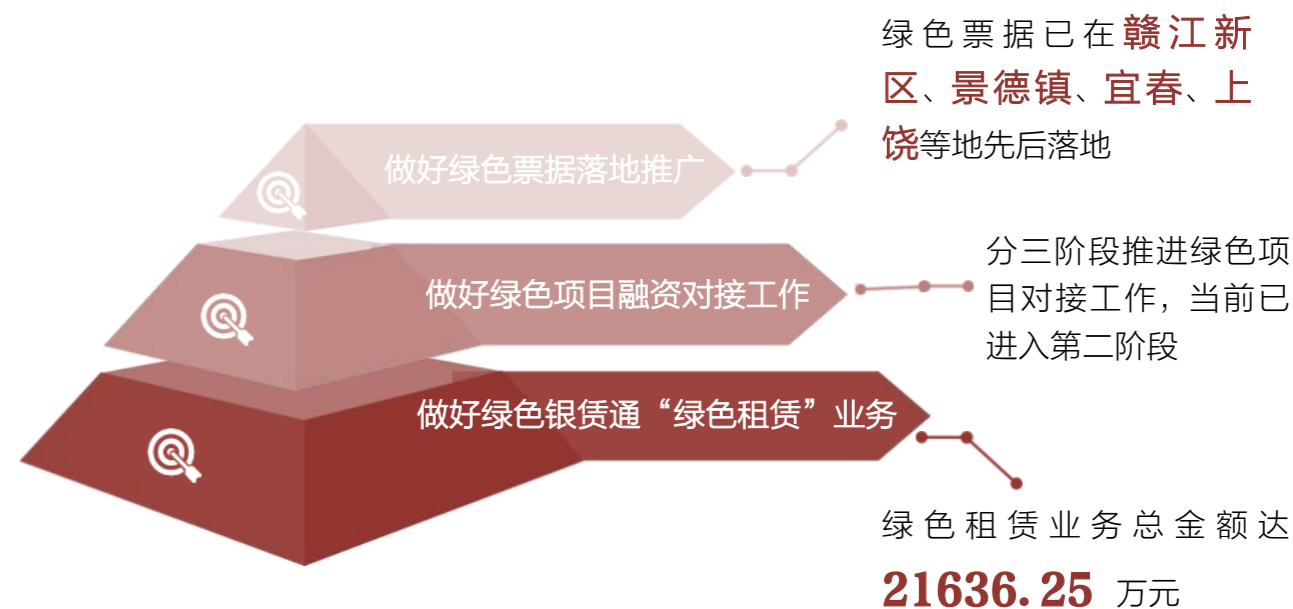 绿色票据已在赣江新
区、景德镇、宜春、上
饶等地先后落地
做好绿色票据落地推广
做好绿色项目融资对接工作
分三阶段推进绿色项
目对接工作，当前已
进入第二阶段
做好绿色银赁通“绿色租赁”业务
绿色租赁业务总金额达
21636.25 万元